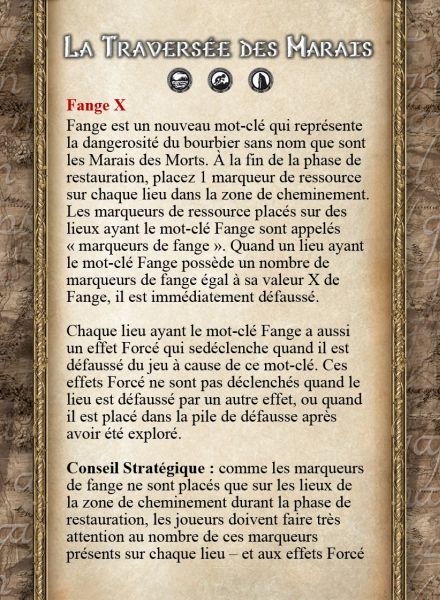 La Traversée des Marais
Fange X
Fange est un nouveau mot-clé qui représente
la dangerosité du bourbier sans nom que sont
les Marais des Morts. À la fin de la phase de
restauration, placez 1 marqueur de ressource
sur chaque lieu dans la zone de cheminement.
Les marqueurs de ressource placés sur des
lieux ayant le mot-clé Fange sont appelés
« marqueurs de fange ». Quand un lieu ayant
le mot-clé Fange possède un nombre de
marqueurs de fange égal à sa valeur X de
Fange, il est immédiatement défaussé.
Chaque lieu ayant le mot-clé Fange a aussi
un effet Forcé qui sedéclenche quand il est
défaussé du jeu à cause de ce mot-clé. Ces
effets Forcé ne sont pas déclenchés quand le
lieu est défaussé par un autre effet, ou quand
il est placé dans la pile de défausse après
avoir été exploré.
Conseil Stratégique : comme les marqueurs
de fange ne sont placés que sur les lieux de
la zone de cheminement durant la phase de
restauration, les joueurs doivent faire très
attention au nombre de ces marqueurs
présents sur chaque lieu – et aux effets Forcé